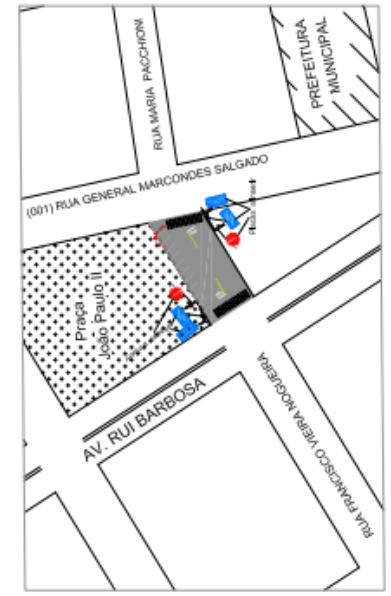 RUA MARIA PACCHIONI
PREFEITURA
MUNICIPAL
(001) RUA GENERAL MARCONDES SALGADO
Praça
João Paulo II
AV. RUI BARBOSA
RUA FRANCISCO VIEIRA NOGUEIRA